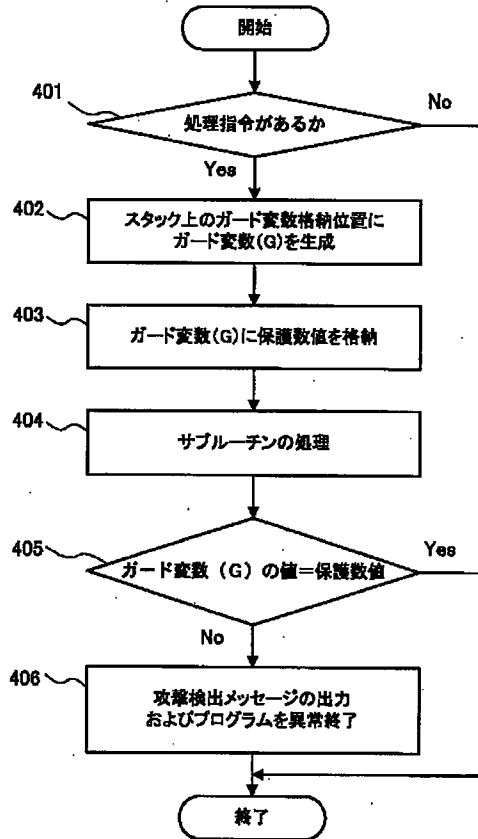 開始
401
処理指令があるか
No
Yes
402
スタック上のガード変数格納位置に
ガード変数(G)を生成
403
ガード変数(G)に保護数値を格納
404
サブルーチンの処理
405
ガード変数(G)の値=保護数値
Yes
No
406
攻撃検出メッセージの出力
およびプログラムを異常終了
終了